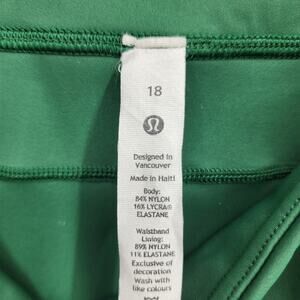 18
Designed in
Vancouver
Made in Haiti
Body:
84% NYLON
16% LYCRA®
ELASTANE
Waistband
Lining:
89% NYLON
11% ELASTANE
Exclusive of
decoration
Wash with
like colours